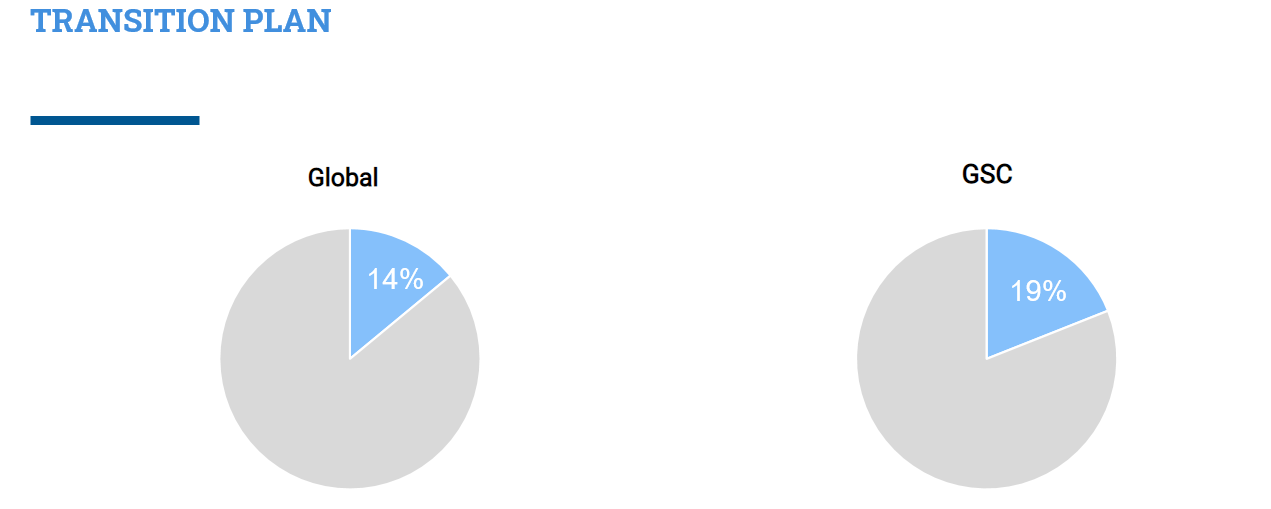 TRANSITION PLAN
Global
GSC
14%
19%